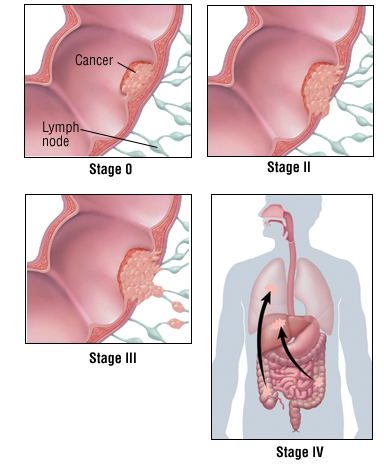 Cancer
Lymph
node
Stage 0
Stage II
Stage III
Stage IV